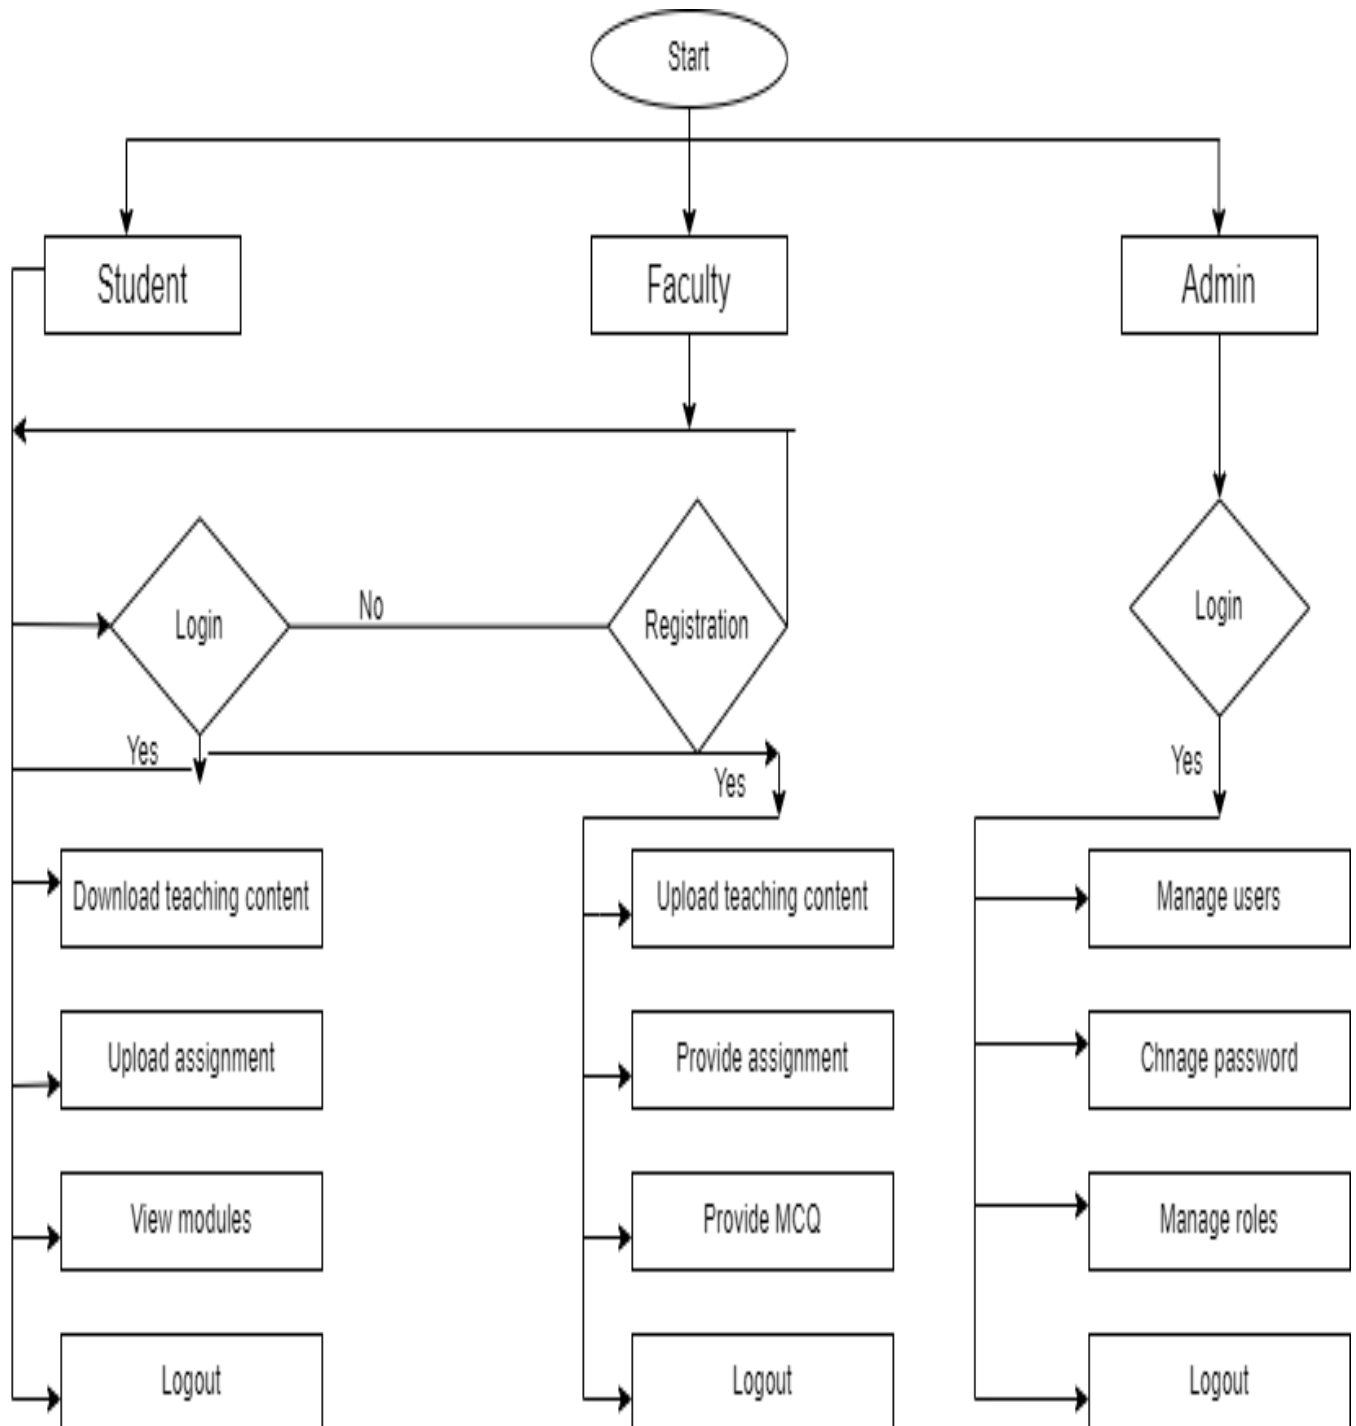 Start
Student
Faculty
Admin
Login
No
Registration
Login
Yes
Yes
Yes
Download teaching content
Upload teaching content
Manage users
Upload assignment
Provide assignment
Chnage password
View modules
Provide MCQ
Manage roles
Logout
Logout
Logout